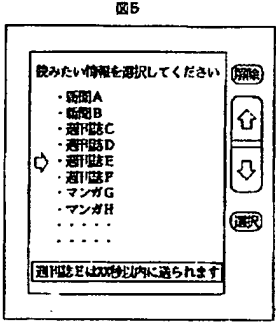 図5
読みたい情報を選択してください
解除
・新聞A
・新聞B
・週刊誌C
・週刊誌D
・週刊誌E
・週刊誌F
・マンガG
・マンガH
・・・・・
・・・・・
選択
週刊誌Eは○○秒以内に送られます